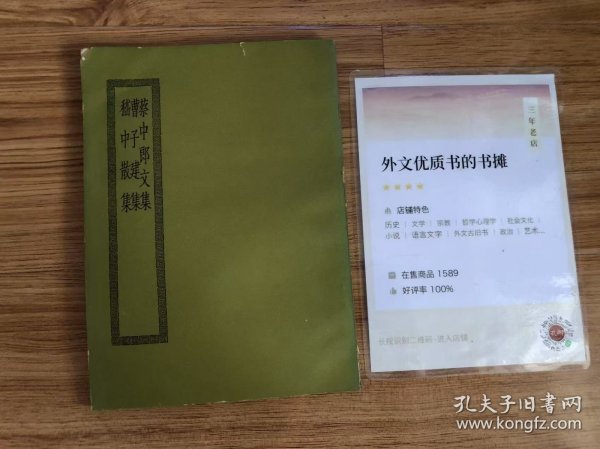 蔡中郎文集
曹子建集
嵇中散集
三年老店
外文优质书的书摊
店铺特色
历史 | 文学 | 宗教 | 哲学心理学 | 社会文化 |
小说 | 语言文字 | 外文古旧书 | 政治 | 艺术...
在售商品 1589
好评率 100%
长按识别二维码·进入店铺
孔夫子旧书网
www.kongfz.com